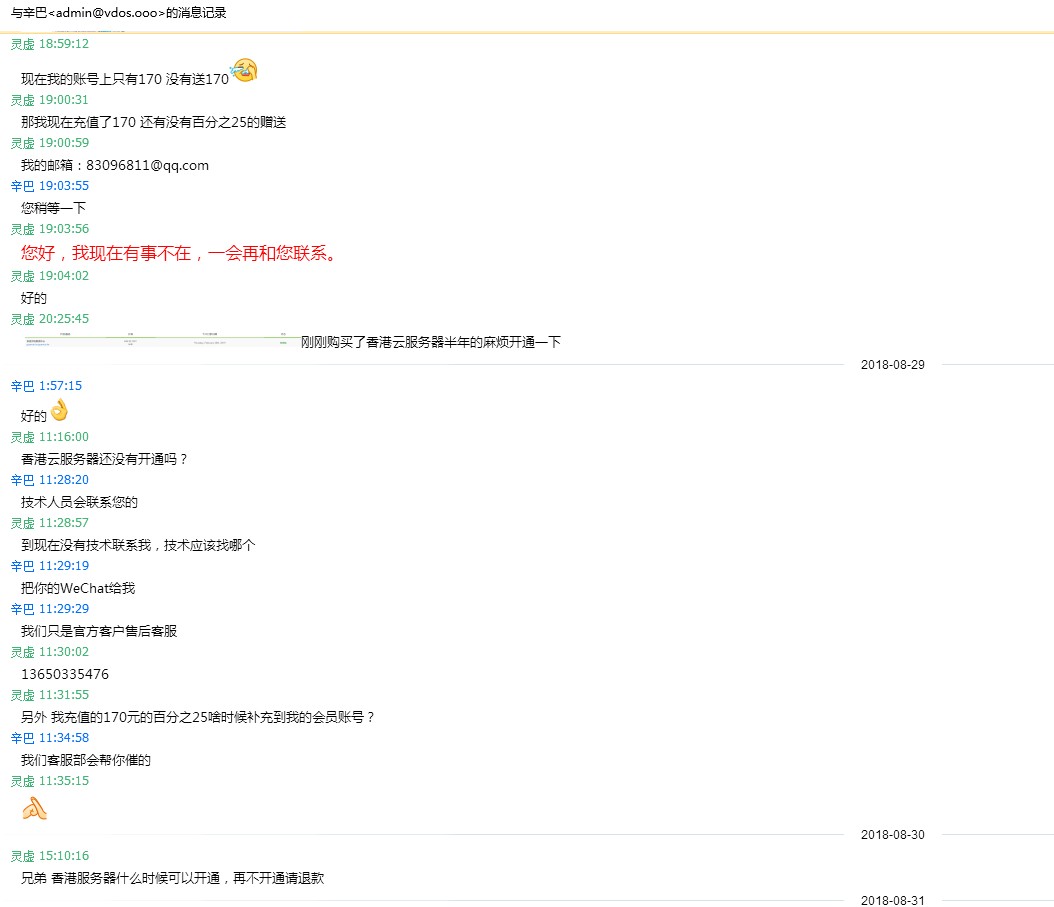 与辛巴<admin@vdos.ooo>的消息记录
灵虚 18:59:12
现在我的账号上只有170 没有送170
灵虚 19:00:31
那我现在充值了170 还有没有百分之25的赠送
灵虚 19:00:59
我的邮箱：83096811@qq.com
辛巴 19:03:55
您稍等一下
灵虚 19:03:56
您好，我现在有事不在，一会再和您联系。
灵虚 19:04:02
好的
灵虚 20:25:45
刚刚购买了香港云服务器半年的麻烦开通一下
2018-08-29
辛巴 1:57:15
好的
灵虚 11:16:00
香港云服务器还没有开通吗？
辛巴 11:28:20
技术人员会联系您的
灵虚 11:28:57
到现在没有技术联系我，技术应该找哪个
辛巴 11:29:19
把你的WeChat给我
辛巴 11:29:29
我们只是官方客户售后客服
灵虚 11:30:02
13650335476
灵虚 11:31:55
另外 我充值的170元的百分之25啥时候补充到我的会员账号？
辛巴 11:34:58
我们客服部会帮你催的
灵虚 11:35:15
2018-08-30
灵虚 15:10:16
兄弟 香港服务器什么时候可以开通，再不开通请退款
2018-08-31